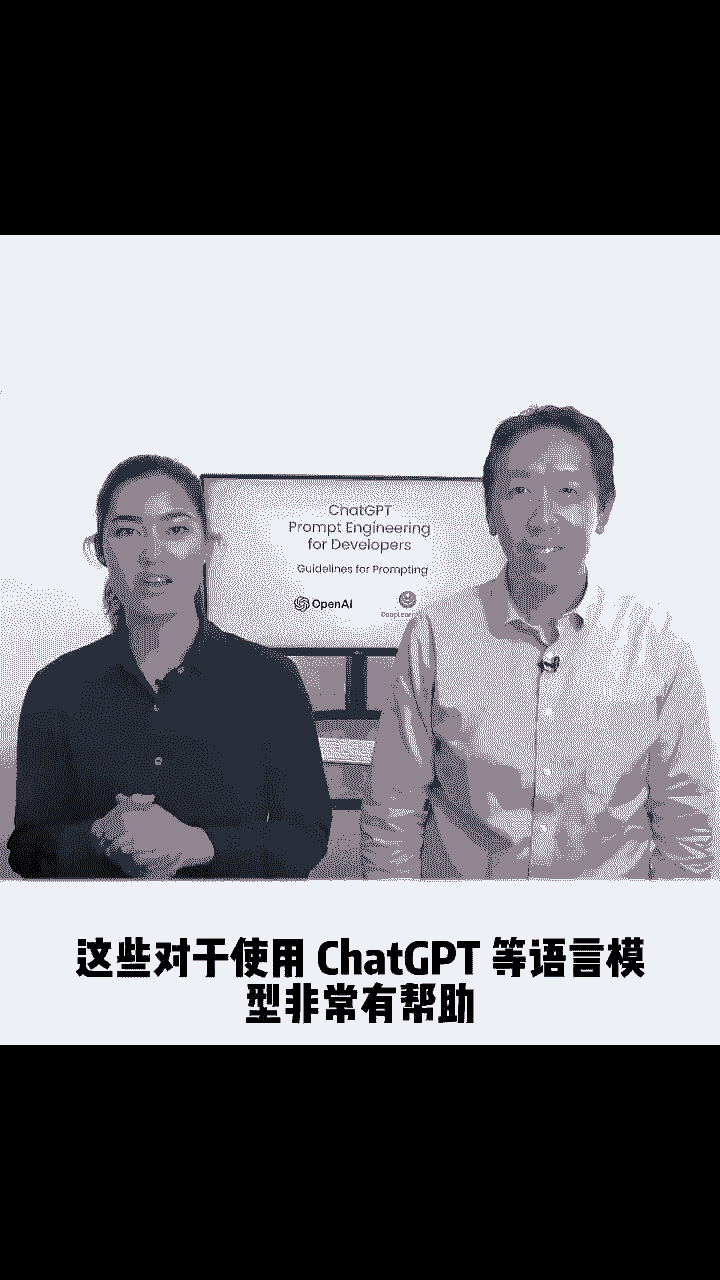 ChatGPT
Prompt Engineering
for Developers
Guidelines for Prompting
OpenAI
这些对于使用 ChatGPT 等语言模
型非常有帮助